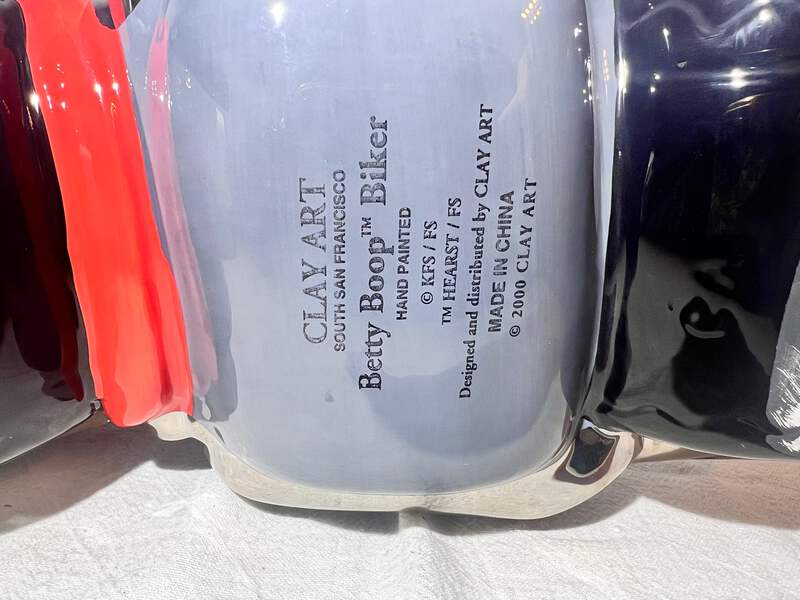 CLAY ART
SOUTH SAN FRANCISCO
Betty Boop™ Biker
HAND PAINTED
© KFS / FS
™ HEARST / FS
Designed and distributed by CLAY ART
MADE IN CHINA
© 2000 CLAY ART